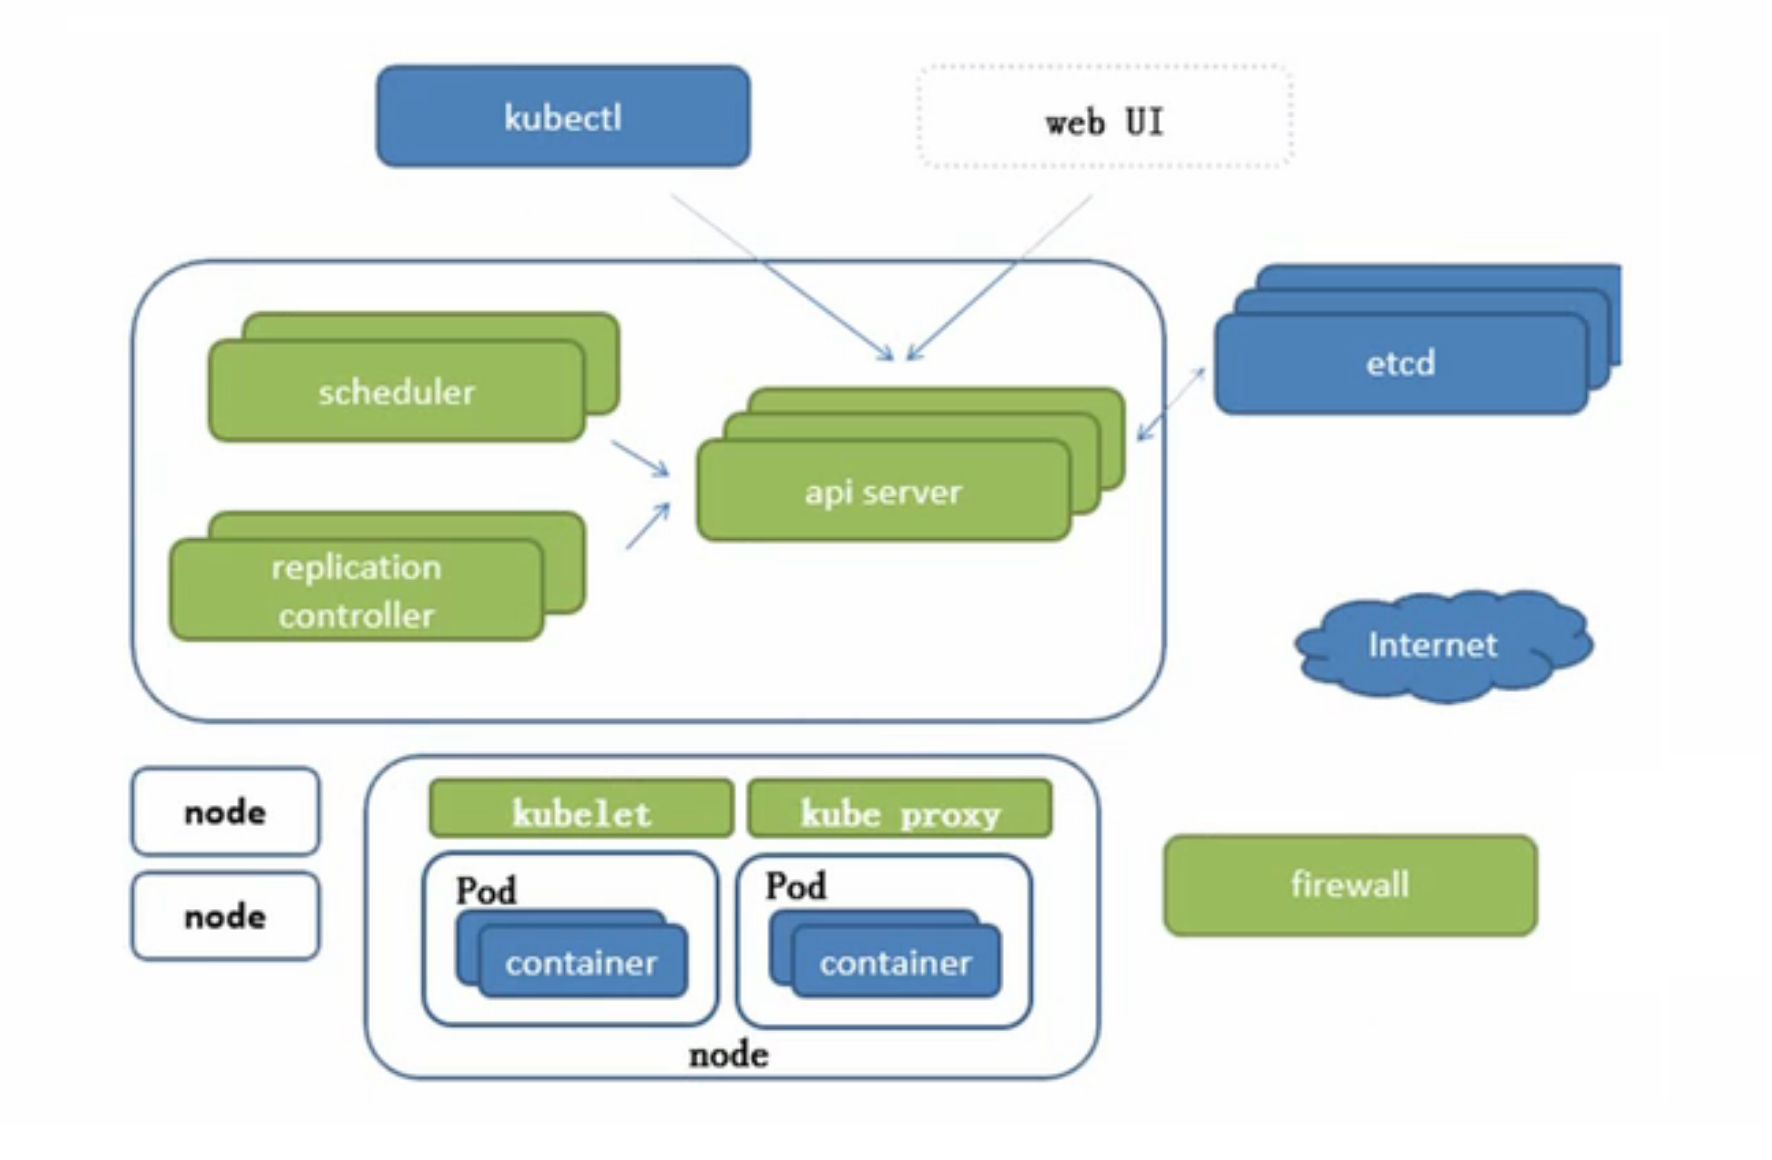 kubectl
web UI
scheduler
etcd
api server
replication
controller
Internet
node
kubelet
kube proxy
node
Pod
Pod
container
container
firewall
node